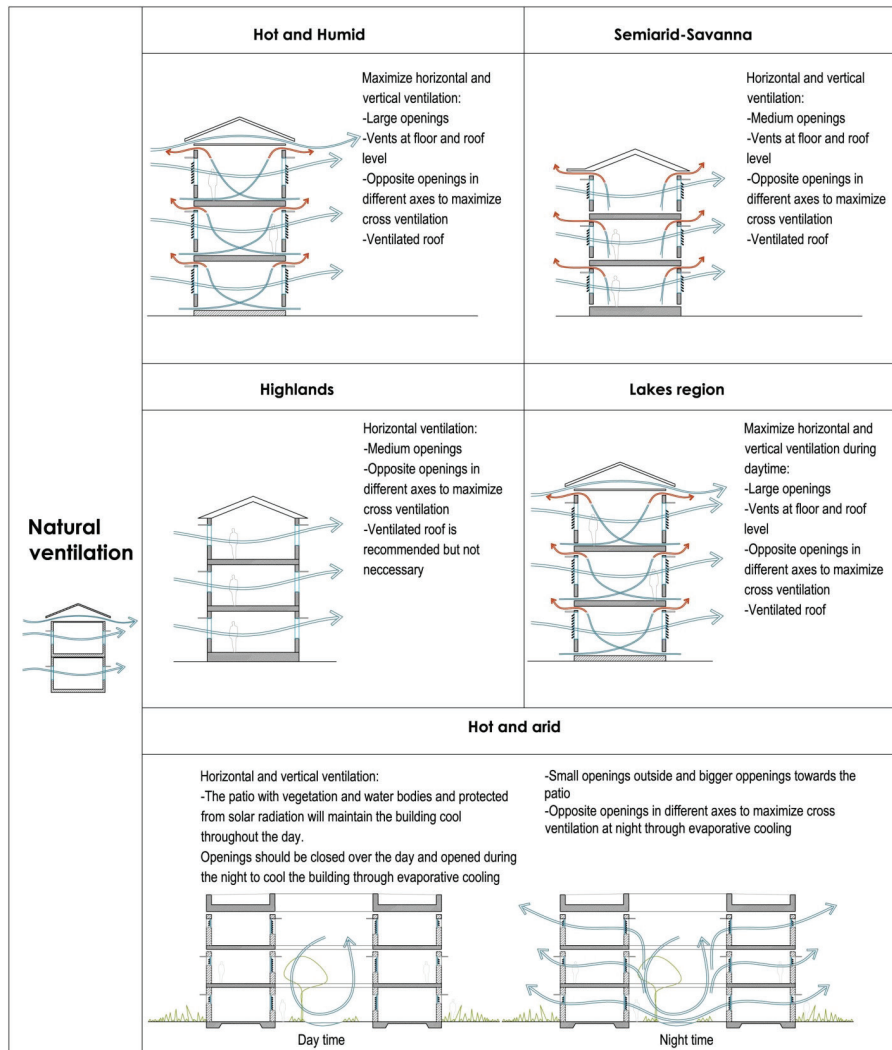 Natural
ventilation
Hot and Humid
Maximize horizontal and
vertical ventilation:
-Large openings
-Vents at floor and roof
level
-Opposite openings in
different axes to maximize
cross ventilation
-Ventilated roof
Semiarid-Savanna
Horizontal and vertical
ventilation:
-Medium openings
-Vents at floor and roof
level
-Opposite openings in
different axes to maximize
cross ventilation
-Ventilated roof
Highlands
Horizontal ventilation:
-Medium openings
-Opposite openings in
different axes to maximize
cross ventilation
-Ventilated roof is
recommended but not
neccessary
Lakes region
Maximize horizontal and
vertical ventilation during
daytime:
-Large openings
-Vents at floor and roof
level
-Opposite openings in
different axes to maximize
cross ventilation
-Ventilated roof
Hot and arid
Horizontal and vertical ventilation:
-The patio with vegetation and water bodies and protected
from solar radiation will maintain the building cool
throughout the day.
Openings should be closed over the day and opened during
the night to cool the building through evaporative cooling
-Small openings outside and bigger oppenings towards the
patio
-Opposite openings in different axes to maximize cross
ventilation at night through evaporative cooling
Day time
Night time